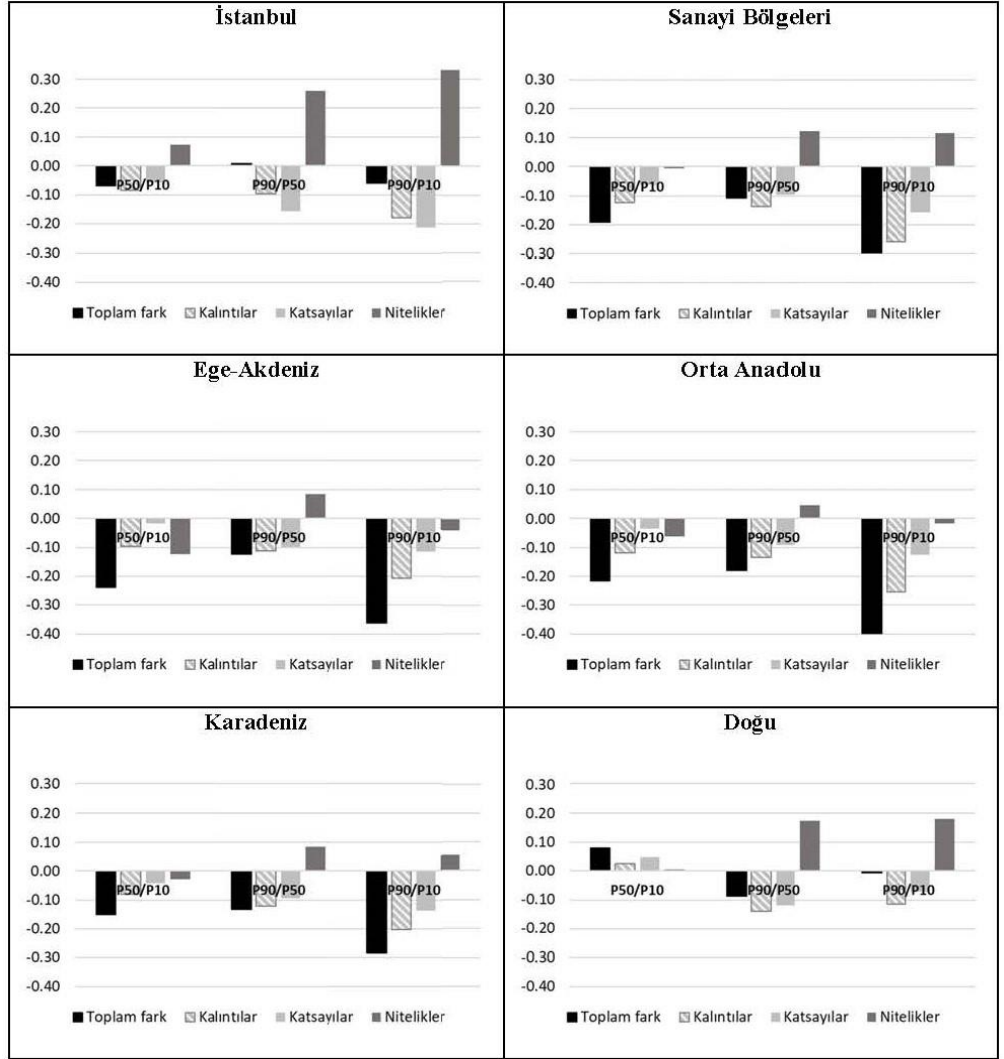 İstanbul
0.30
0.20
0.10
0.00
-0.10
-0.20
-0.30
-0.40
P50/P10 P90/P50 P90/P10
Toplam fark Kalıntılar Katsayılar Nitelikler
Sanayi Bölgeleri
0.30
0.20
0.10
0.00
-0.10
-0.20
-0.30
-0.40
P50/P10 P90/P50 P90/P10
Toplam fark Kalıntılar Katsayılar Nitelikler
Ege-Akdeniz
0.30
0.20
0.10
0.00
-0.10
-0.20
-0.30
-0.40
P50/P10 P90/P50 P90/P10
Toplam fark Kalıntılar Katsayılar Nitelikler
Orta Anadolu
0.30
0.20
0.10
0.00
-0.10
-0.20
-0.30
-0.40
P50/P10 P90/P50 P90/P10
Toplam fark Kalıntılar Katsayılar Nitelikler
Karadeniz
0.30
0.20
0.10
0.00
-0.10
-0.20
-0.30
-0.40
P50/P10 P90/P50 P90/P10
Toplam fark Kalıntılar Katsayılar Nitelikler
Doğu
0.30
0.20
0.10
0.00
-0.10
-0.20
-0.30
-0.40
P50/P10 P90/P50 P90/P10
Toplam fark Kalıntılar Katsayılar Nitelikler